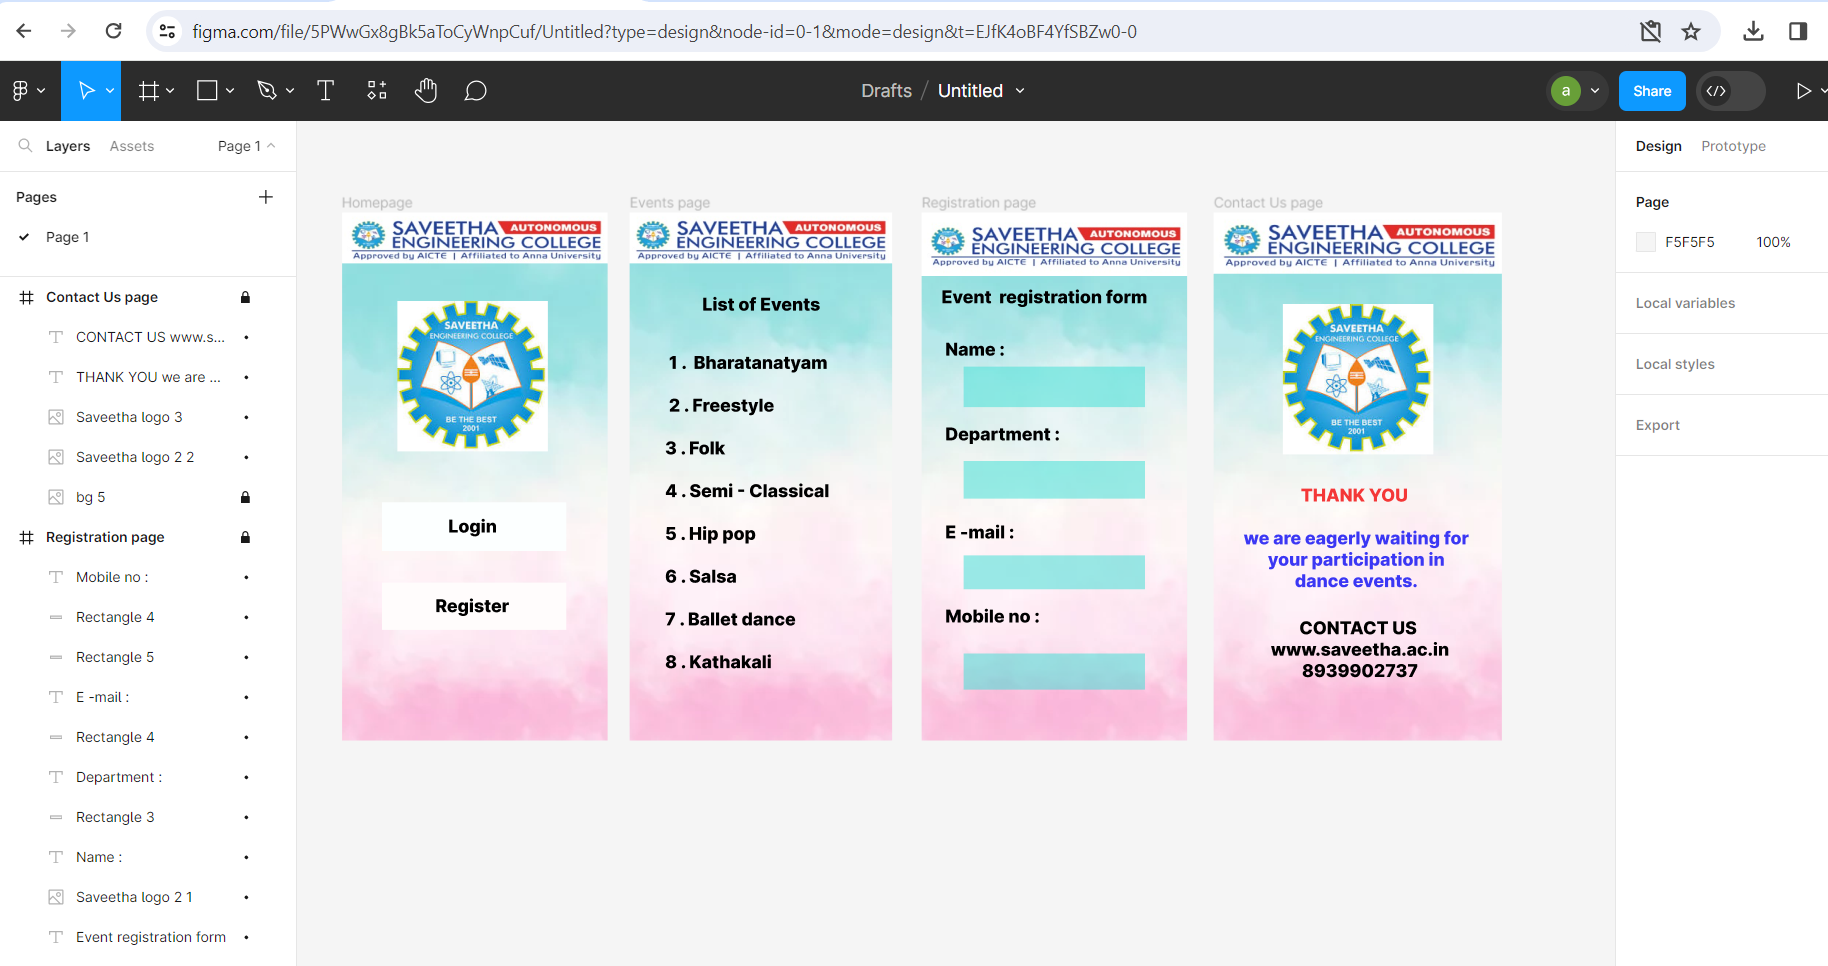 figma.com/file/5PWwGx8gBk5aToCyWnpCuf/Untitled?type=design&node-id=0-1&mode=design&t=EJfK4oBF4YfSBZw0-0
Drafts / Untitled
a
Share
Layers
Assets
Page 1
Pages
Page 1
Contact Us page
CONTACT US www.s...
THANK YOU we are ...
Saveetha logo 3
Saveetha logo 2 2
bg 5
Registration page
Mobile no :
Rectangle 4
Rectangle 5
E -mail :
Rectangle 4
Department :
Rectangle 3
Name :
Saveetha logo 2 1
Event registration form
Homepage
SAVEETHA AUTONOMOUS
ENGINEERING COLLEGE
Approved by AICTE | Affiliated to Anna University
SAVEETHA
ENGINEERING COLLEGE
BE THE BEST
2001
Login
Register
Events page
SAVEETHA AUTONOMOUS
ENGINEERING COLLEGE
Approved by AICTE | Affiliated to Anna University
List of Events
1 . Bharatanatyam
2 . Freestyle
3 . Folk
4 . Semi - Classical
5 . Hip pop
6 . Salsa
7 . Ballet dance
8 . Kathakali
Registration page
SAVEETHA AUTONOMOUS
ENGINEERING COLLEGE
Approved by AICTE | Affiliated to Anna University
Event registration form
Name :
Department :
E -mail :
Mobile no :
Contact Us page
SAVEETHA AUTONOMOUS
ENGINEERING COLLEGE
Approved by AICTE | Affiliated to Anna University
SAVEETHA
ENGINEERING COLLEGE
BE THE BEST
2001
THANK YOU
we are eagerly waiting for
your participation in
dance events.
CONTACT US
www.saveetha.ac.in
8939902737
Design
Prototype
Page
F5F5F5 100%
Local variables
Local styles
Export